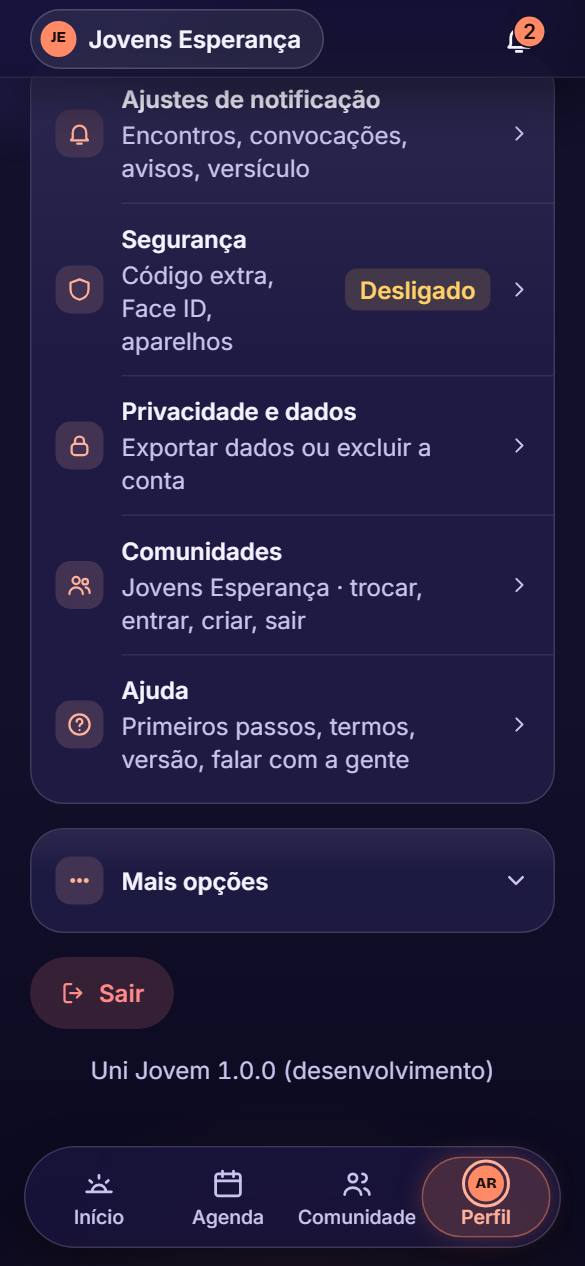 JE Jovens Esperança
2
Ajustes de notificação
Encontros, convocações,
avisos, versículo
Segurança
Código extra,
Face ID,
aparelhos
Desligado
Privacidade e dados
Exportar dados ou excluir a
conta
Comunidades
Jovens Esperança · trocar,
entrar, criar, sair
Ajuda
Primeiros passos, termos,
versão, falar com a gente
Mais opções
Sair
Uni Jovem 1.0.0 (desenvolvimento)
AR
Início Agenda Comunidade Perfil